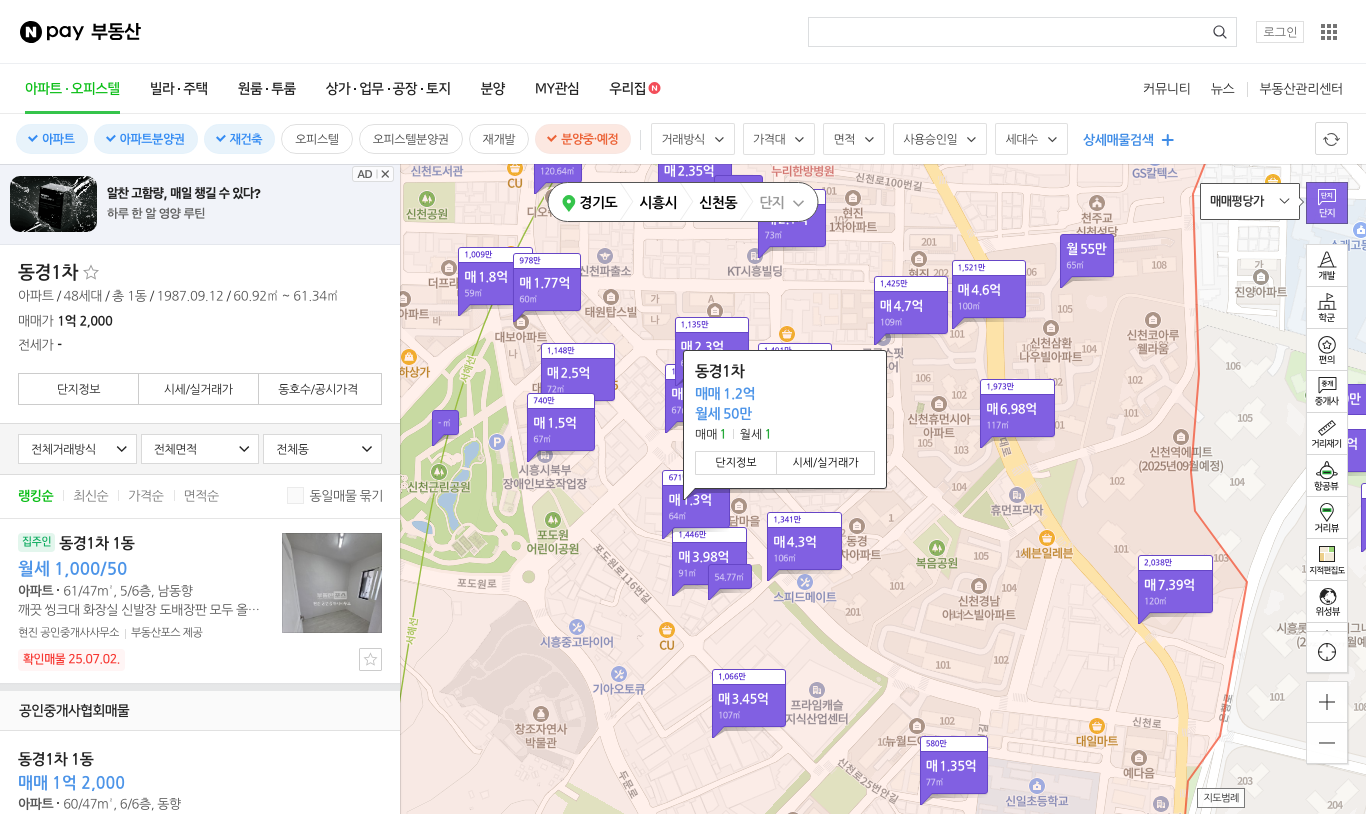 N pay 부동산
로그인
아파트·오피스텔 빌라·주택 원룸·투룸 상가·업무·공장·토지 분양 MY관심 우리집 N
커뮤니티 뉴스 부동산관리센터
아파트 아파트분양권 재건축 오피스텔 오피스텔분양권 재개발 분양중·예정
거래방식 가격대 면적 사용승인일 세대수 상세매물검색
AD
알찬 고함량, 매일 챙길 수 있다?
하루 한 알 영양 루틴
동경1차
아파트 / 48세대 / 총 1동 / 1987.09.12 / 60.92㎡ ~ 61.34㎡
매매가 1억 2,000
전세가 -
단지정보 시세/실거래가 동호수/공시가격
전체거래방식 전체면적 전체동
랭킹순 최신순 가격순 면적순 동일매물 묶기
집주인 동경1차 1동
월세 1,000/50
아파트 · 61/47㎡, 5/6층, 남동향
깨끗 씽크대 화장실 신발장 도배장판 모두 올…
현진 공인중개사사무소 부동산포스 제공
확인매물 25.07.02.
공인중개사협회매물
동경1차 1동
매매 1억 2,000
아파트 · 60/47㎡, 6/6층, 동향
경기도 시흥시 신천동 단지
매매평당가
단지
단지
개발
학군
편의
중개
중개사
거리재기
항공뷰
거리뷰
지적편집도
위성뷰
지도범례
신천도서관
CU
120.64㎡
매2.35억
누리한방병원
신천로100번길
GS칼텍스
신천공원
73㎡
현진
1차아파트
천주교
신천성당
월55만
65㎡
1,009만
매1.8억
59㎡
978만
매1.77억
60㎡
신천파출소
KT시흥빌딩
201
현진
102
108
1,425만
매4.7억
109㎡
1,521만
매4.6억
100㎡
진양아파트
태원탑스빌
대보아파트
나
가
나
A
1,135만
매2.3억
신천삼환
나우빌아파트
신천코아루
웰라움
서해선
1,148만
매2.5억
72㎡
740만
매1.5억
67㎡
- ㎡
동경1차
매매 1.2억
월세 50만
매매 1 월세 1
단지정보 시세/실거래가
1,973만
매6.98억
117㎡
신천휴먼시아
아파트
신천역에피트
(2025년09월예정)
시흥시북부
장애인보호작업장
신천근린공원
671만
매1.3억
64㎡
1,446만
매3.98억
91㎡
54.77㎡
1,341만
매4.3억
106㎡
동경
휴먼프라자
세븐일레븐
복음공원
포도원
어린이공원
포도원로
포도원로116번길
스피드메이트
2,038만
매7.39억
120㎡
103
신천경남
아너스빌아파트
서해선
시흥중고타이어
CU
기아오토큐
1,066만
매3.45억
107㎡
프라임캐슬
지식산업센터
창조자연사
박물관
두문로
580만
매1.35억
77㎡
신천로
대일마트
예다음
신천로25번안길
신일초등학교
203